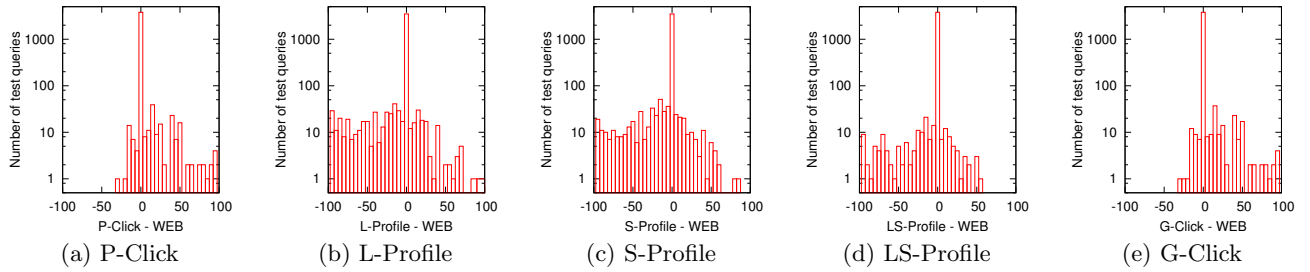 Number of test queries
1000
100
10
1
-100 -50 0 50 100
P-Click - WEB
(a) P-Click
Number of test queries
1000
100
10
1
-100 -50 0 50 100
L-Profile - WEB
(b) L-Profile
Number of test queries
1000
100
10
1
-100 -50 0 50 100
S-Profile - WEB
(c) S-Profile
Number of test queries
1000
100
10
1
-100 -50 0 50 100
LS-Profile - WEB
(d) LS-Profile
Number of test queries
1000
100
10
1
-100 -50 0 50 100
G-Click - WEB
(e) G-Click